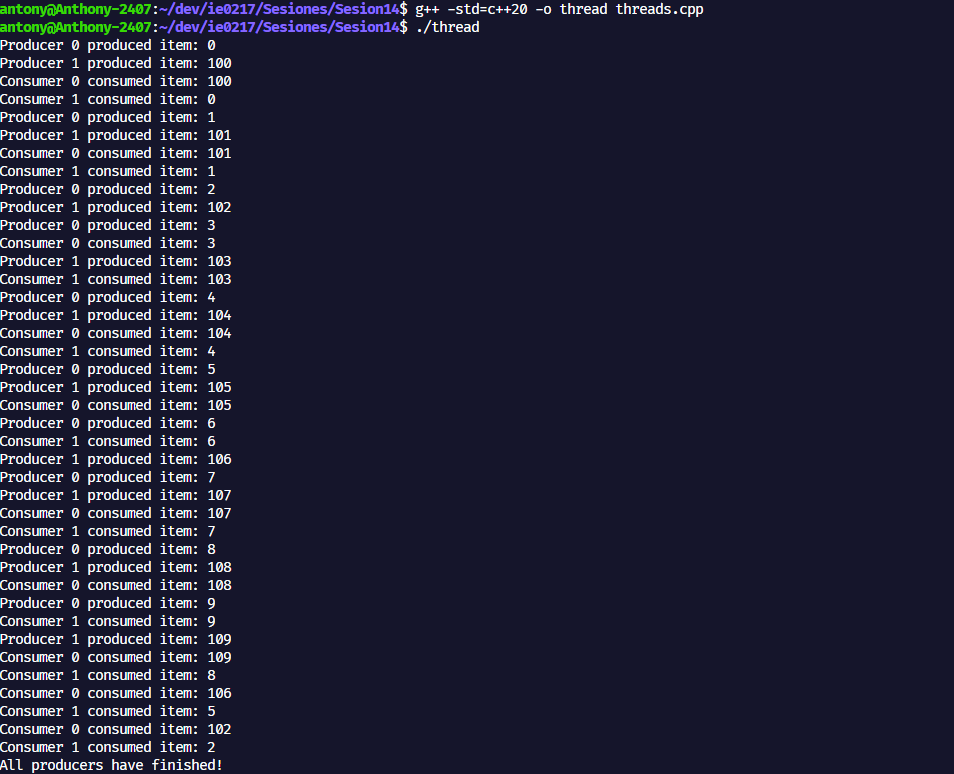 antony@Anthony-2407:~/dev/ie0217/Sesiones/Sesion14$ g++ -std=c++20 -o thread threads.cpp
antony@Anthony-2407:~/dev/ie0217/Sesiones/Sesion14$ ./thread
Producer 0 produced item: 0
Producer 1 produced item: 100
Consumer 0 consumed item: 100
Consumer 1 consumed item: 0
Producer 0 produced item: 1
Producer 1 produced item: 101
Consumer 0 consumed item: 101
Consumer 1 consumed item: 1
Producer 0 produced item: 2
Producer 1 produced item: 102
Producer 0 produced item: 3
Consumer 0 consumed item: 3
Producer 1 produced item: 103
Consumer 1 consumed item: 103
Producer 0 produced item: 4
Producer 1 produced item: 104
Consumer 0 consumed item: 104
Consumer 1 consumed item: 4
Producer 0 produced item: 5
Producer 1 produced item: 105
Consumer 0 consumed item: 105
Producer 0 produced item: 6
Consumer 1 consumed item: 6
Producer 1 produced item: 106
Producer 0 produced item: 7
Producer 1 produced item: 107
Consumer 0 consumed item: 107
Consumer 1 consumed item: 7
Producer 0 produced item: 8
Producer 1 produced item: 108
Consumer 0 consumed item: 108
Producer 0 produced item: 9
Consumer 1 consumed item: 9
Producer 1 produced item: 109
Consumer 0 consumed item: 109
Consumer 1 consumed item: 8
Consumer 0 consumed item: 106
Consumer 1 consumed item: 5
Consumer 0 consumed item: 102
Consumer 1 consumed item: 2
All producers have finished!